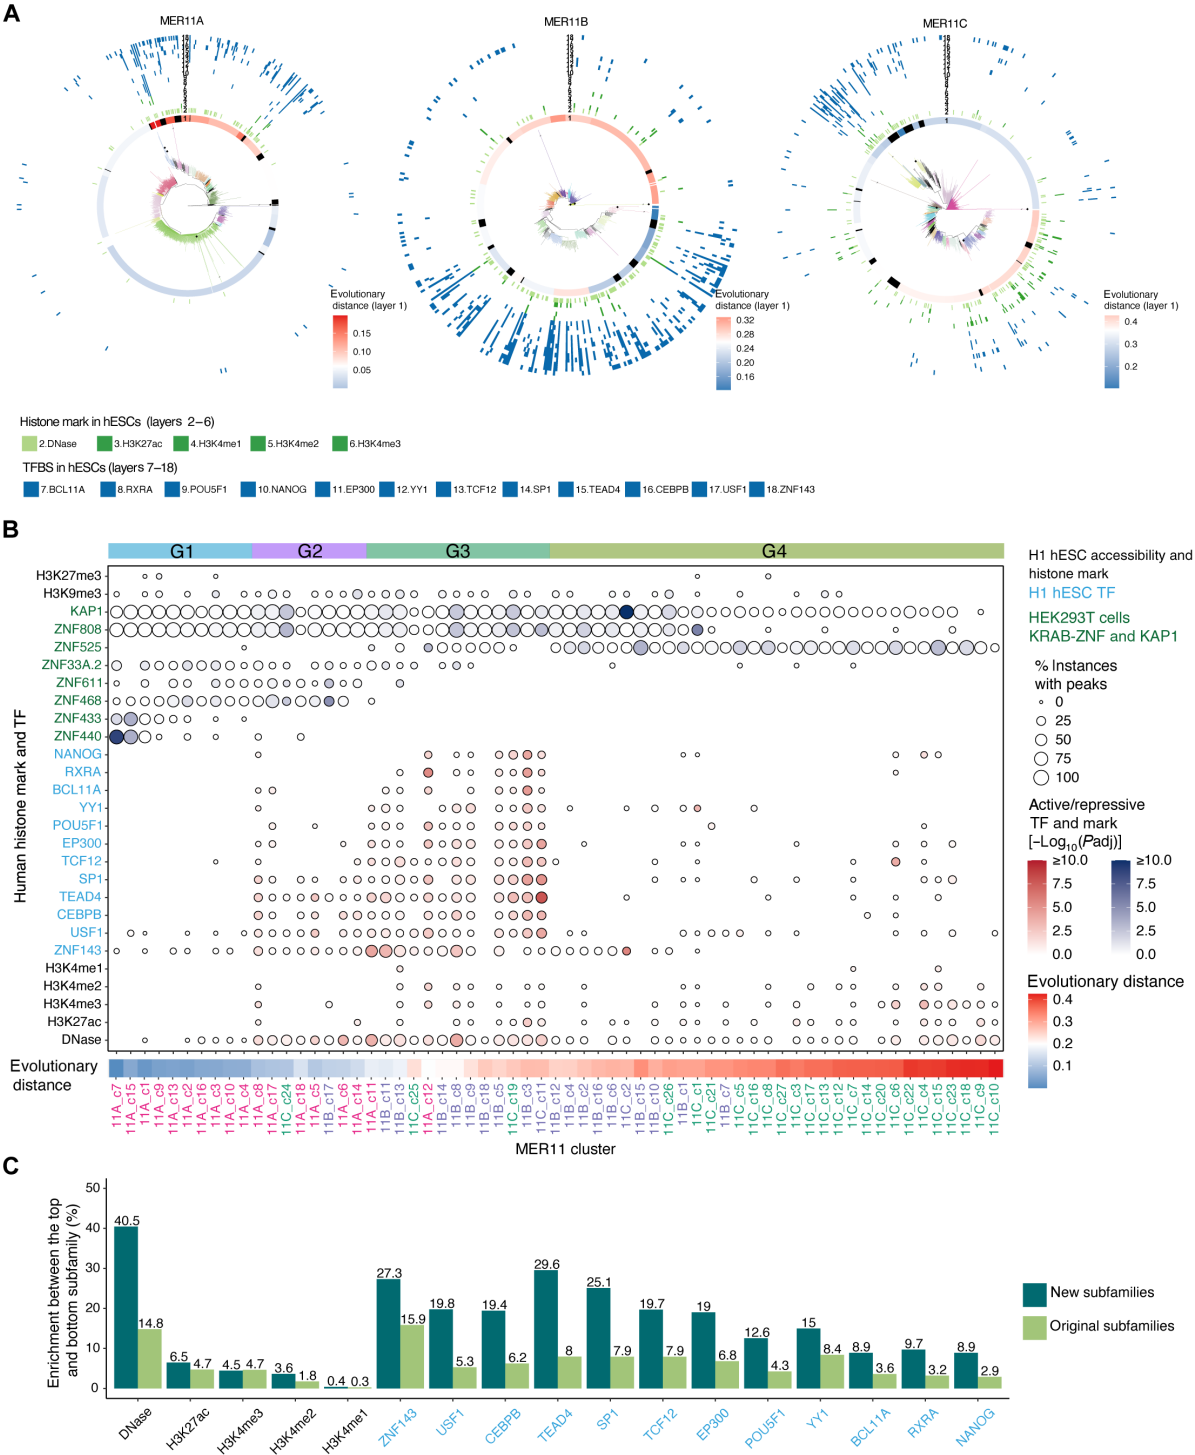 A
MER11A
MER11B
MER11C
Evolutionary
distance (layer 1)
0.15
0.10
0.05
Evolutionary
distance (layer 1)
0.32
0.28
0.24
0.20
0.16
Evolutionary
distance (layer 1)
0.4
0.3
0.2
Histone mark in hESCs (layers 2–6)
2.DNase 3.H3K27ac 4.H3K4me1 5.H3K4me2 6.H3K4me3
TFBS in hESCs (layers 7–18)
7.BCL11A 8.RXRA 9.POU5F1 10.NANOG 11.EP300 12.YY1 13.TCF12 14.SP1 15.TEAD4 16.CEBPB 17.USF1 18.ZNF143
B
G1 G2 G3 G4
Human histone mark and TF
H3K27me3
H3K9me3
KAP1
ZNF808
ZNF525
ZNF33A.2
ZNF611
ZNF468
ZNF433
ZNF440
NANOG
RXRA
BCL11A
YY1
POU5F1
EP300
TCF12
SP1
TEAD4
CEBPB
USF1
ZNF143
H3K4me1
H3K4me2
H3K4me3
H3K27ac
DNase
Evolutionary
distance
11A_c7 11A_c15 11A_c1 11A_c9 11A_c13 11A_c2 11A_c16 11A_c3 11A_c10 11A_c4 11A_c8 11A_c17 11C_c24 11A_c18 11A_c5 11B_c17 11A_c6 11A_c14 11A_c11 11B_c11 11B_c13 11C_c25 11A_c12 11B_c14 11B_c8 11B_c9 11B_c18 11B_c5 11C_c19 11B_c3 11C_c11 11B_c12 11B_c4 11B_c2 11B_c16 11B_c6 11C_c2 11B_c15 11B_c10 11C_c26 11B_c1 11C_c1 11C_c21 11B_c7 11C_c5 11C_c16 11C_c8 11C_c27 11C_c17 11C_c13 11C_c12 11C_c7 11C_c14 11C_c20 11C_c6 11C_c22 11C_c4 11C_c15 11C_c23 11C_c18 11C_c9 11C_c10
MER11 cluster
H1 hESC accessibility and
histone mark
H1 hESC TF
HEK293T cells
KRAB-ZNF and KAP1
% Instances
with peaks
0
25
50
75
100
Active/repressive
TF and mark
[–Log10(Padj)]
≥10.0 ≥10.0
7.5 7.5
5.0 5.0
2.5 2.5
0.0 0.0
Evolutionary distance
0.4
0.3
0.2
0.1
C
Enrichment between the top
and bottom subfamily (%)
50
40
30
20
10
0
40.5 14.8 6.5 4.7 4.5 4.7 3.6 1.8 0.4 0.3 27.3 15.9 19.8 5.3 19.4 6.2 29.6 8 25.1 7.9 19.7 7.9 19 6.8 12.6 4.3 15 8.4 8.9 3.6 9.7 3.2 8.9 2.9
DNase H3K27ac H3K4me3 H3K4me2 H3K4me1 ZNF143 USF1 CEBPB TEAD4 SP1 TCF12 EP300 POU5F1 YY1 BCL11A RXRA NANOG
New subfamilies
Original subfamilies